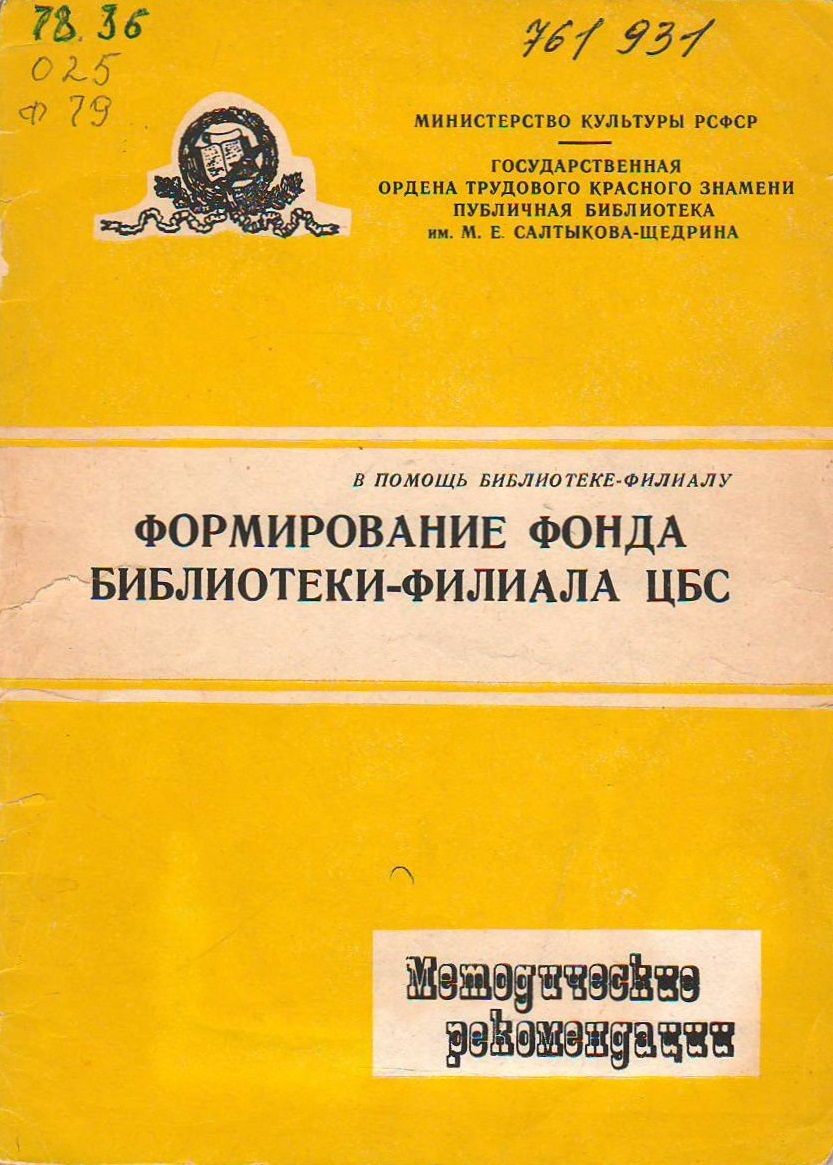 78.36
025
Ф 79
761 931
МИНИСТЕРСТВО КУЛЬТУРЫ РСФСР
ГОСУДАРСТВЕННАЯ
ОРДЕНА ТРУДОВОГО КРАСНОГО ЗНАМЕНИ
ПУБЛИЧНАЯ БИБЛИОТЕКА
им. М. Е. САЛТЫКОВА-ЩЕДРИНА
В ПОМОЩЬ БИБЛИОТЕКЕ-ФИЛИАЛУ
ФОРМИРОВАНИЕ ФОНДА
БИБЛИОТЕКИ-ФИЛИАЛА ЦБС
Методические
рекомендации